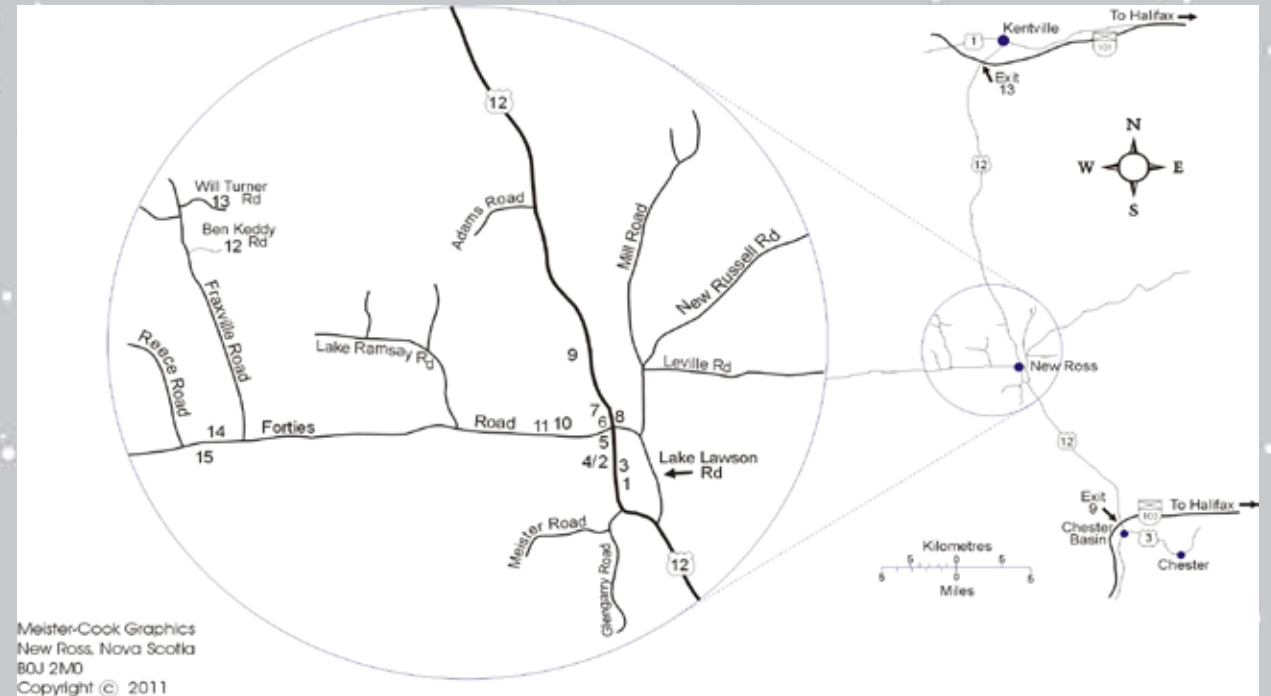 12
Will Turner
13 Rd
Ben Keddy
12 Rd
Adams Road
Mill Road
New Russell Rd
Fraxville Road
Reece Road
Lake Ramsay Rd
9
Leville Rd
7
8
6
14
Forties
Road
11 10
5
15
4/2
3
Lake Lawson
Rd
1
Meister Road
12
Glengarry Road
Meister-Cook Graphics
New Ross, Nova Scotia
B0J 2M0
Copyright © 2011
To Halifax
Kentville
1
101
Exit
13
N
W E
S
12
New Ross
12
Exit
9
To Halifax
103
Chester
Basin
3
Chester
Kilometres
5 5 0 5
5 0 5
Miles